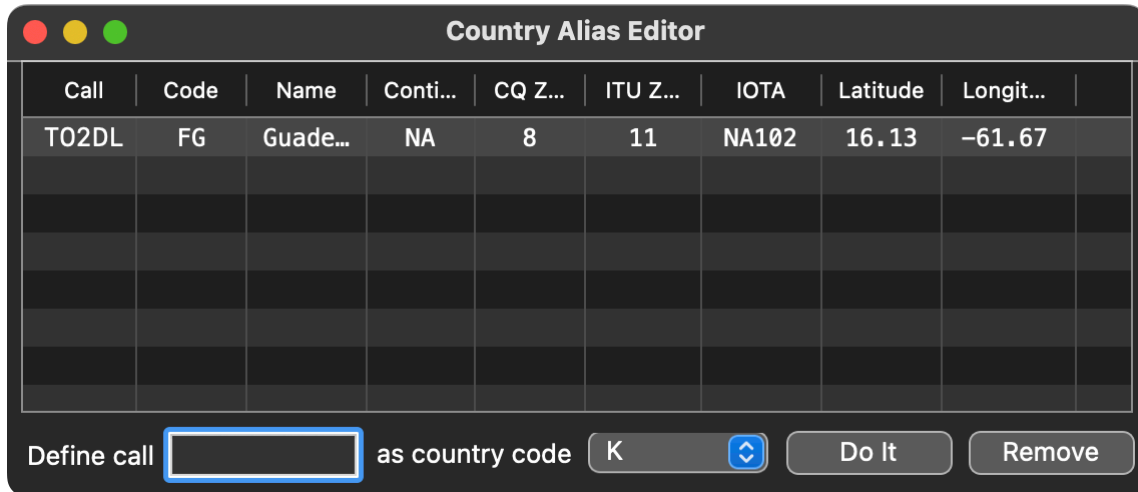 Country Alias Editor
Call Code Name Conti... CQ Z... ITU Z... IOTA Latitude Longit...
TO2DL FG Guade... NA 8 11 NA102 16.13 -61.67
Define call as country code K Do It Remove